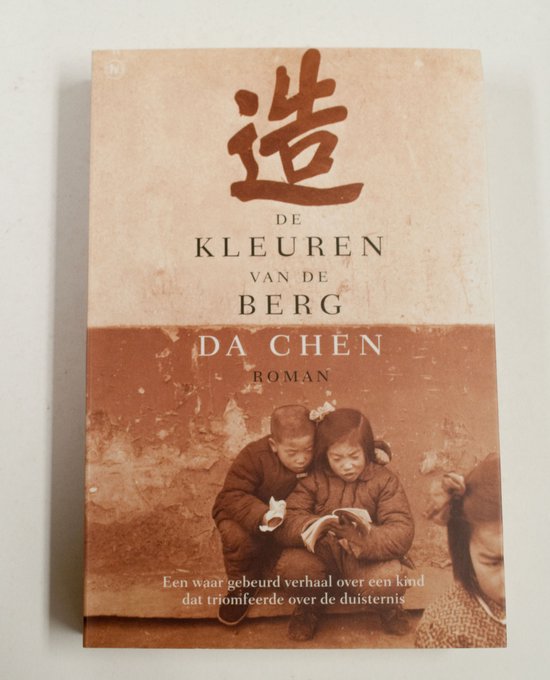 造
DE
KLEUREN
VAN DE
BERG
DA CHEN
ROMAN
Een waar gebeurd verhaal over een kind
dat triomfeerde over de duisternis